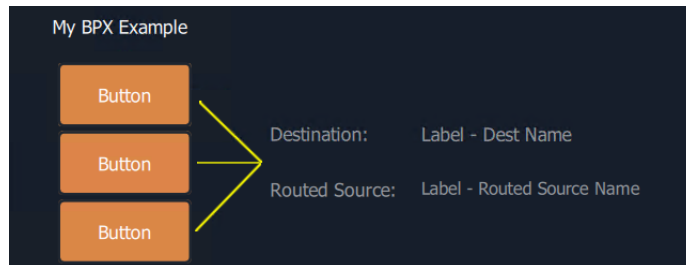 My BPX Example
Button
Button
Button
Destination: Label - Dest Name
Routed Source: Label - Routed Source Name